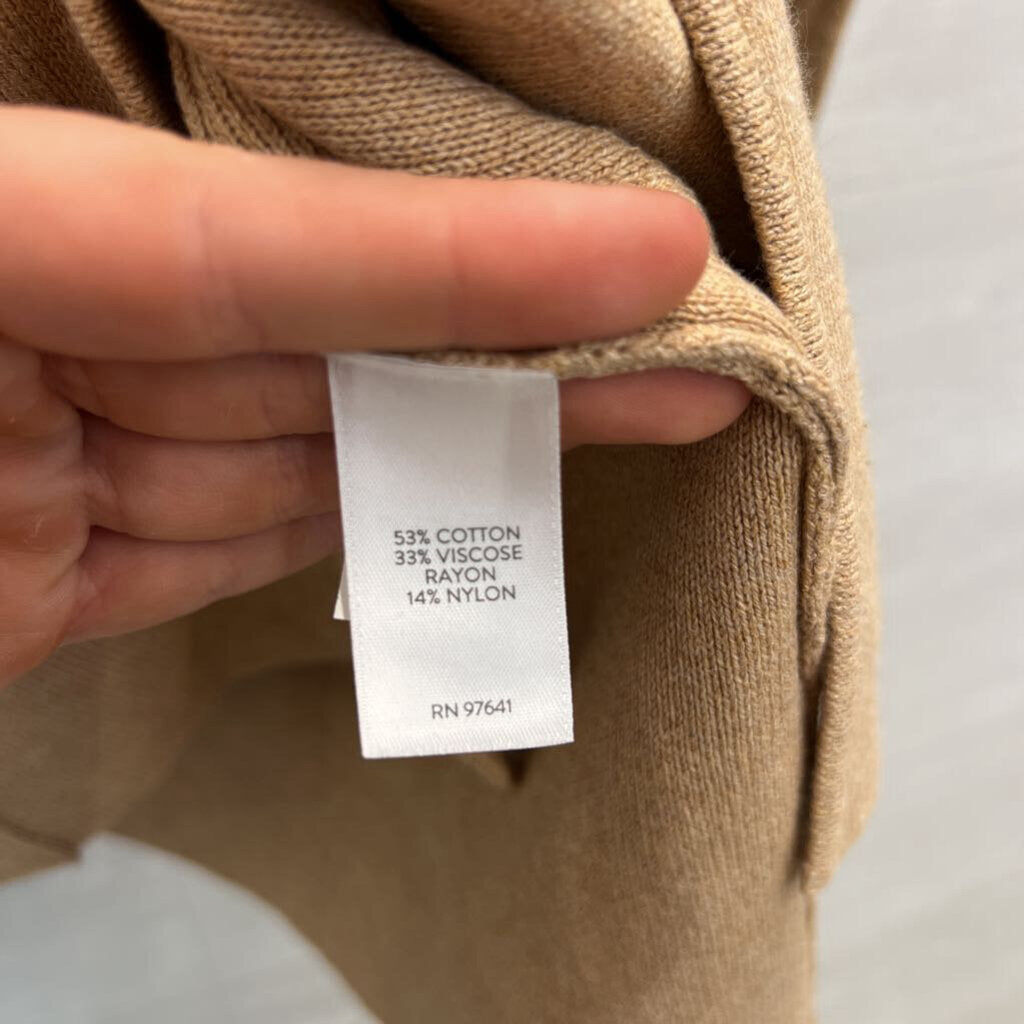 53% COTTON
33% VISCOSE
RAYON
14% NYLON
RN 97641